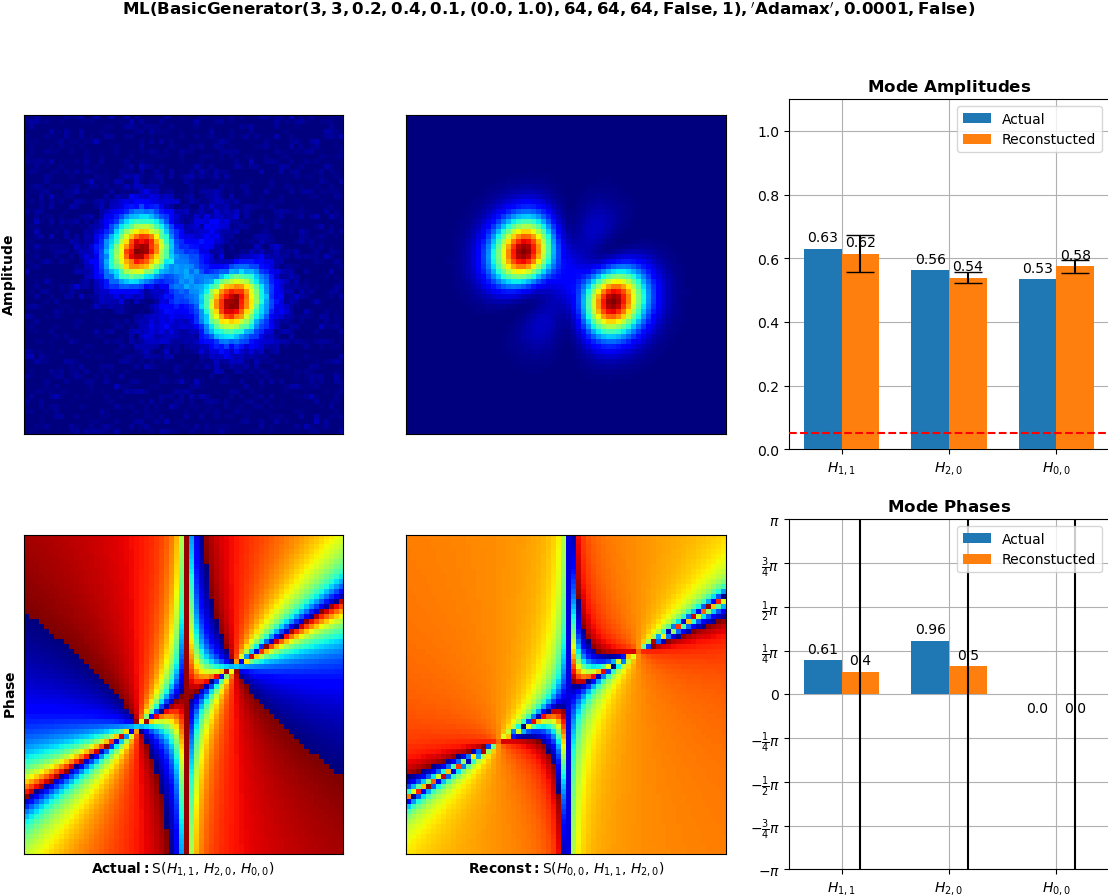 ML(BasicGenerator(3, 3, 0.2, 0.4, 0.1, (0.0, 1.0), 64, 64, 64, False, 1), 'Adamax', 0.0001, False)
Amplitude
Mode Amplitudes
Actual
Reconstucted
1.0
0.8
0.6
0.4
0.2
0.0
0.63
0.62
0.56
0.54
0.53
0.58
H1, 1
H2, 0
H0, 0
Phase
Actual: S(H1, 1, H2, 0, H0, 0)
Reconst: S(H0, 0, H1, 1, H2, 0)
Mode Phases
Actual
Reconstucted
π
3/4π
1/2π
1/4π
0
−1/4π
−1/2π
−3/4π
−π
0.61
0.4
0.96
0.5
0.0
0.0
H1, 1
H2, 0
H0, 0